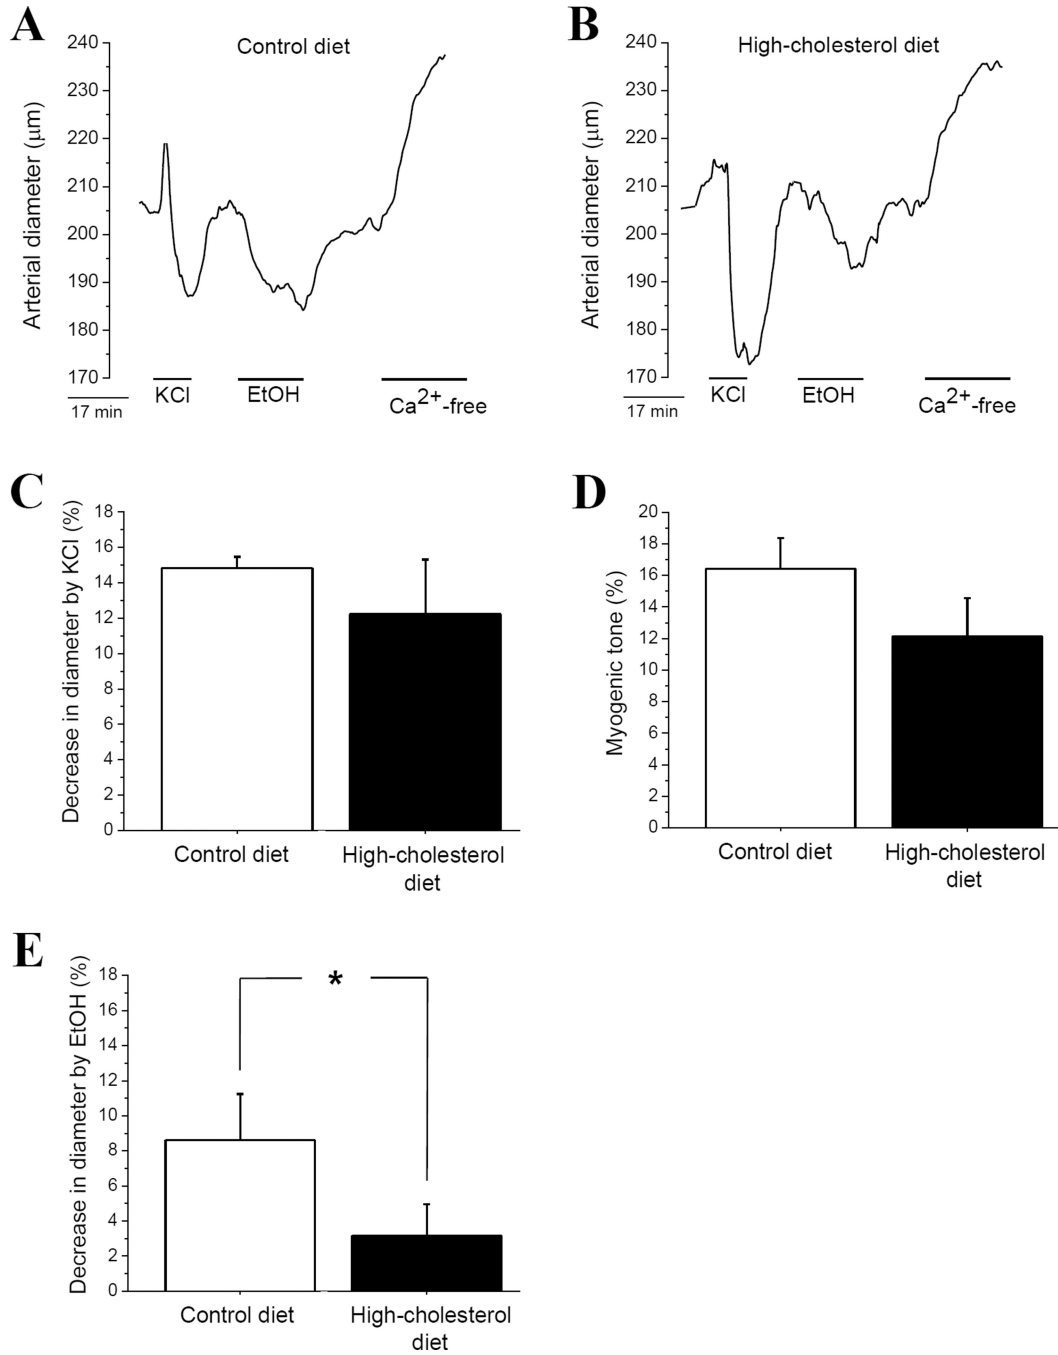 A
Control diet
Arterial diameter (μm)
240
230
220
210
200
190
180
170
KCl
EtOH
Ca2+-free
17 min
B
High-cholesterol diet
Arterial diameter (μm)
240
230
220
210
200
190
180
170
KCl
EtOH
Ca2+-free
17 min
C
Decrease in diameter by KCl (%)
18
16
14
12
10
8
6
4
2
0
Control diet
High-cholesterol
diet
D
Myogenic tone (%)
20
18
16
14
12
10
8
6
4
2
0
Control diet
High-cholesterol
diet
E
Decrease in diameter by EtOH (%)
18
16
14
12
10
8
6
4
2
0
*
Control diet
High-cholesterol
diet